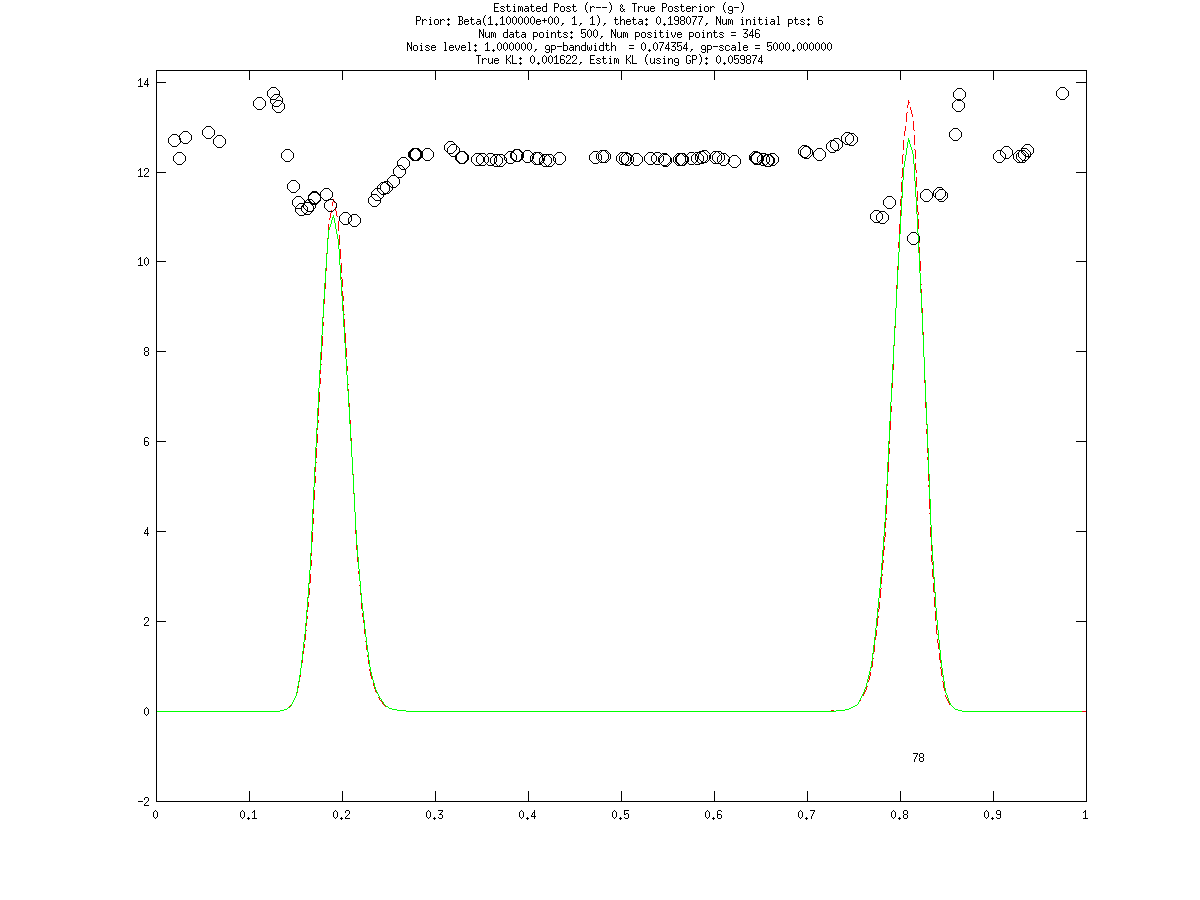 Estimated Post (r--) & True Posterior (g-)
Prior: Beta(1.100000e+00, 1, 1), theta: 0.198077, Num initial pts: 6
Num data points: 500, Num positive points = 346
Noise level: 1.000000, gp-bandwidth  = 0.074354, gp-scale = 5000.000000
True KL: 0.001622, Estim KL (using GP): 0.059874
14
12
10
8
6
4
2
0
78
-2
0 0.1 0.2 0.3 0.4 0.5 0.6 0.7 0.8 0.9 1